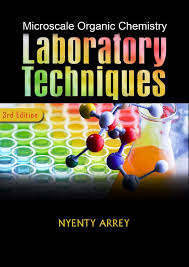 Microscale Organic Chemistry
Laboratory
Techniques
3rd Edition
NYENTY ARREY